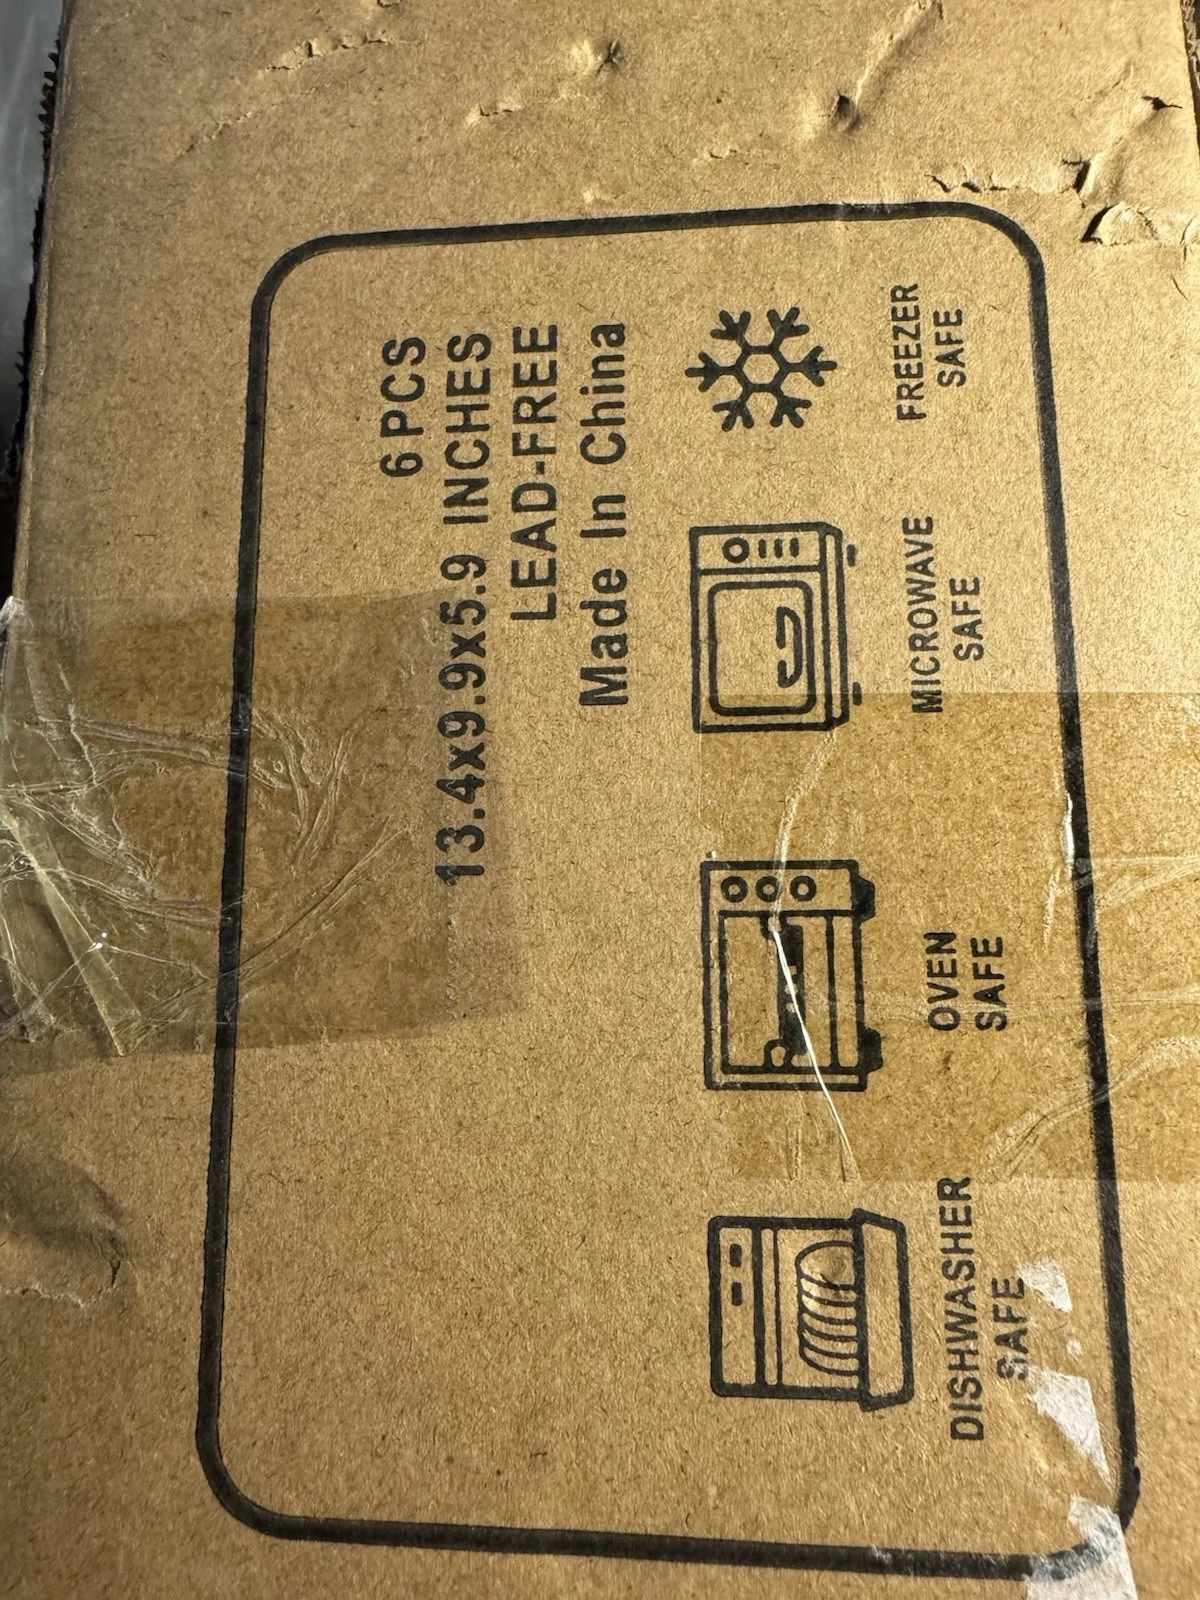 6 PCS
13.4x9.9x5.9 INCHES
LEAD-FREE
Made In China
DISHWASHER
SAFE
OVEN
SAFE
MICROWAVE
SAFE
FREEZER
SAFE